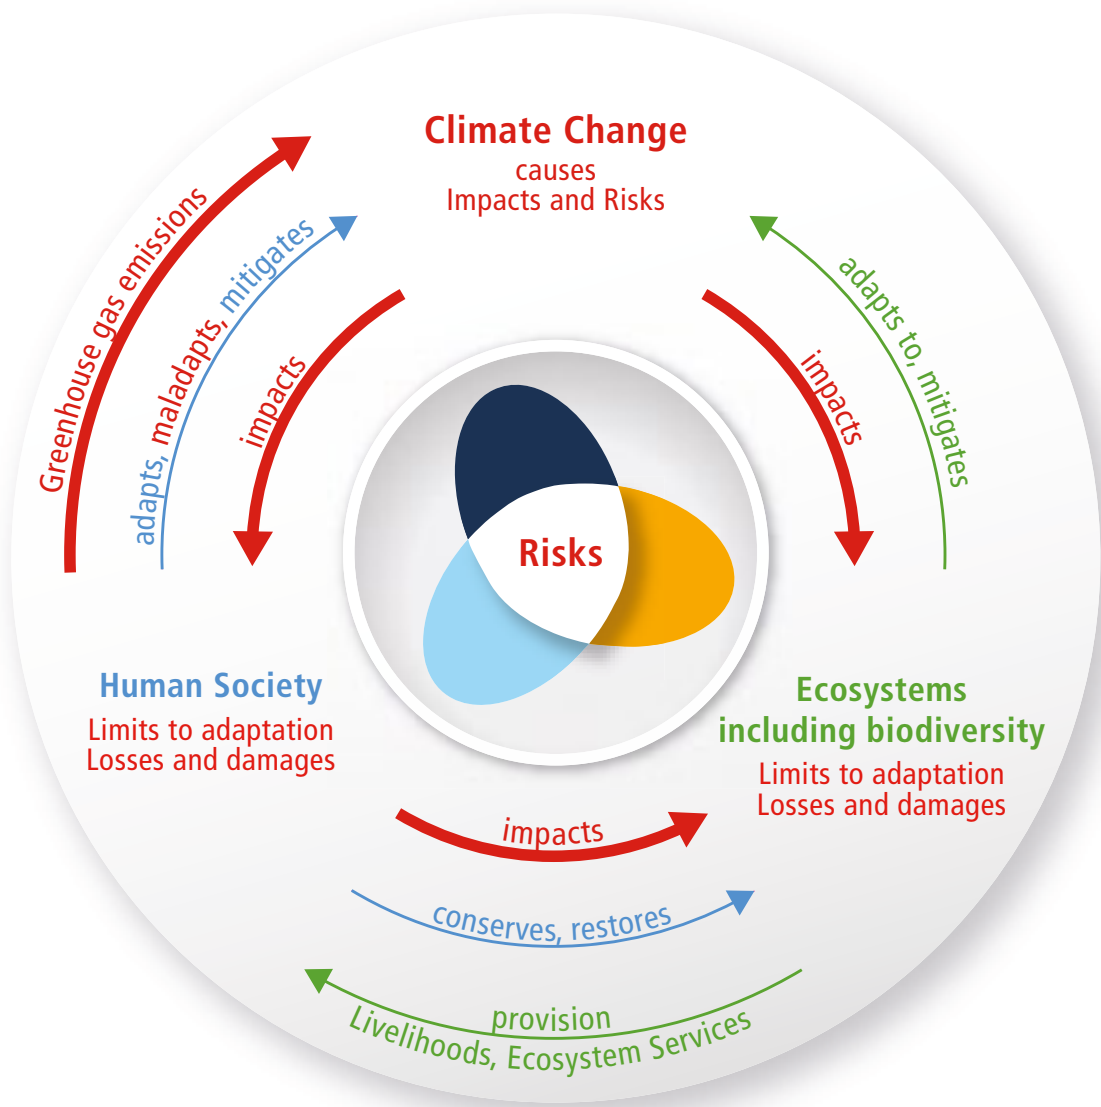 Climate Change
causes
Impacts and Risks
Greenhouse gas emissions
adapts, maladapts, mitigates
impacts
impacts
adapts to, mitigates
Risks
Human Society
Limits to adaptation
Losses and damages
Ecosystems
including biodiversity
Limits to adaptation
Losses and damages
impacts
conserves, restores
provision
Livelihoods, Ecosystem Services